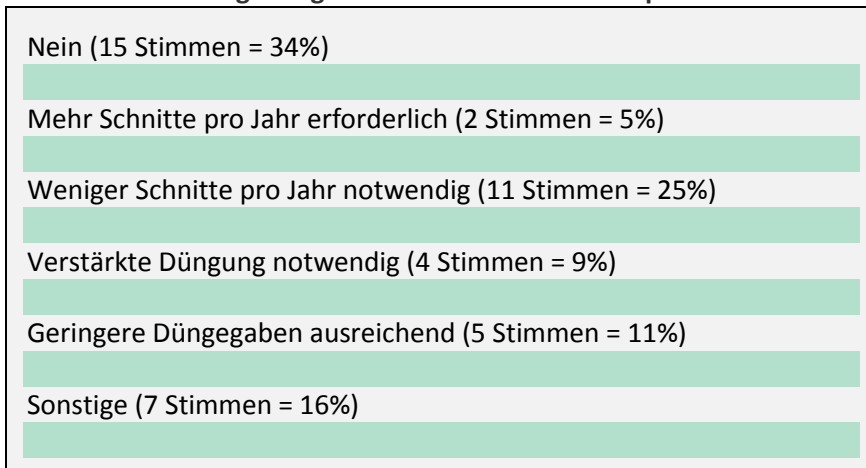 Nein (15 Stimmen = 34%)
Mehr Schnitte pro Jahr erforderlich (2 Stimmen = 5%)
Weniger Schnitte pro Jahr notwendig (11 Stimmen = 25%)
Verstärkte Düngung notwendig (4 Stimmen = 9%)
Geringere Düngegaben ausreichend (5 Stimmen = 11%)
Sonstige (7 Stimmen = 16%)